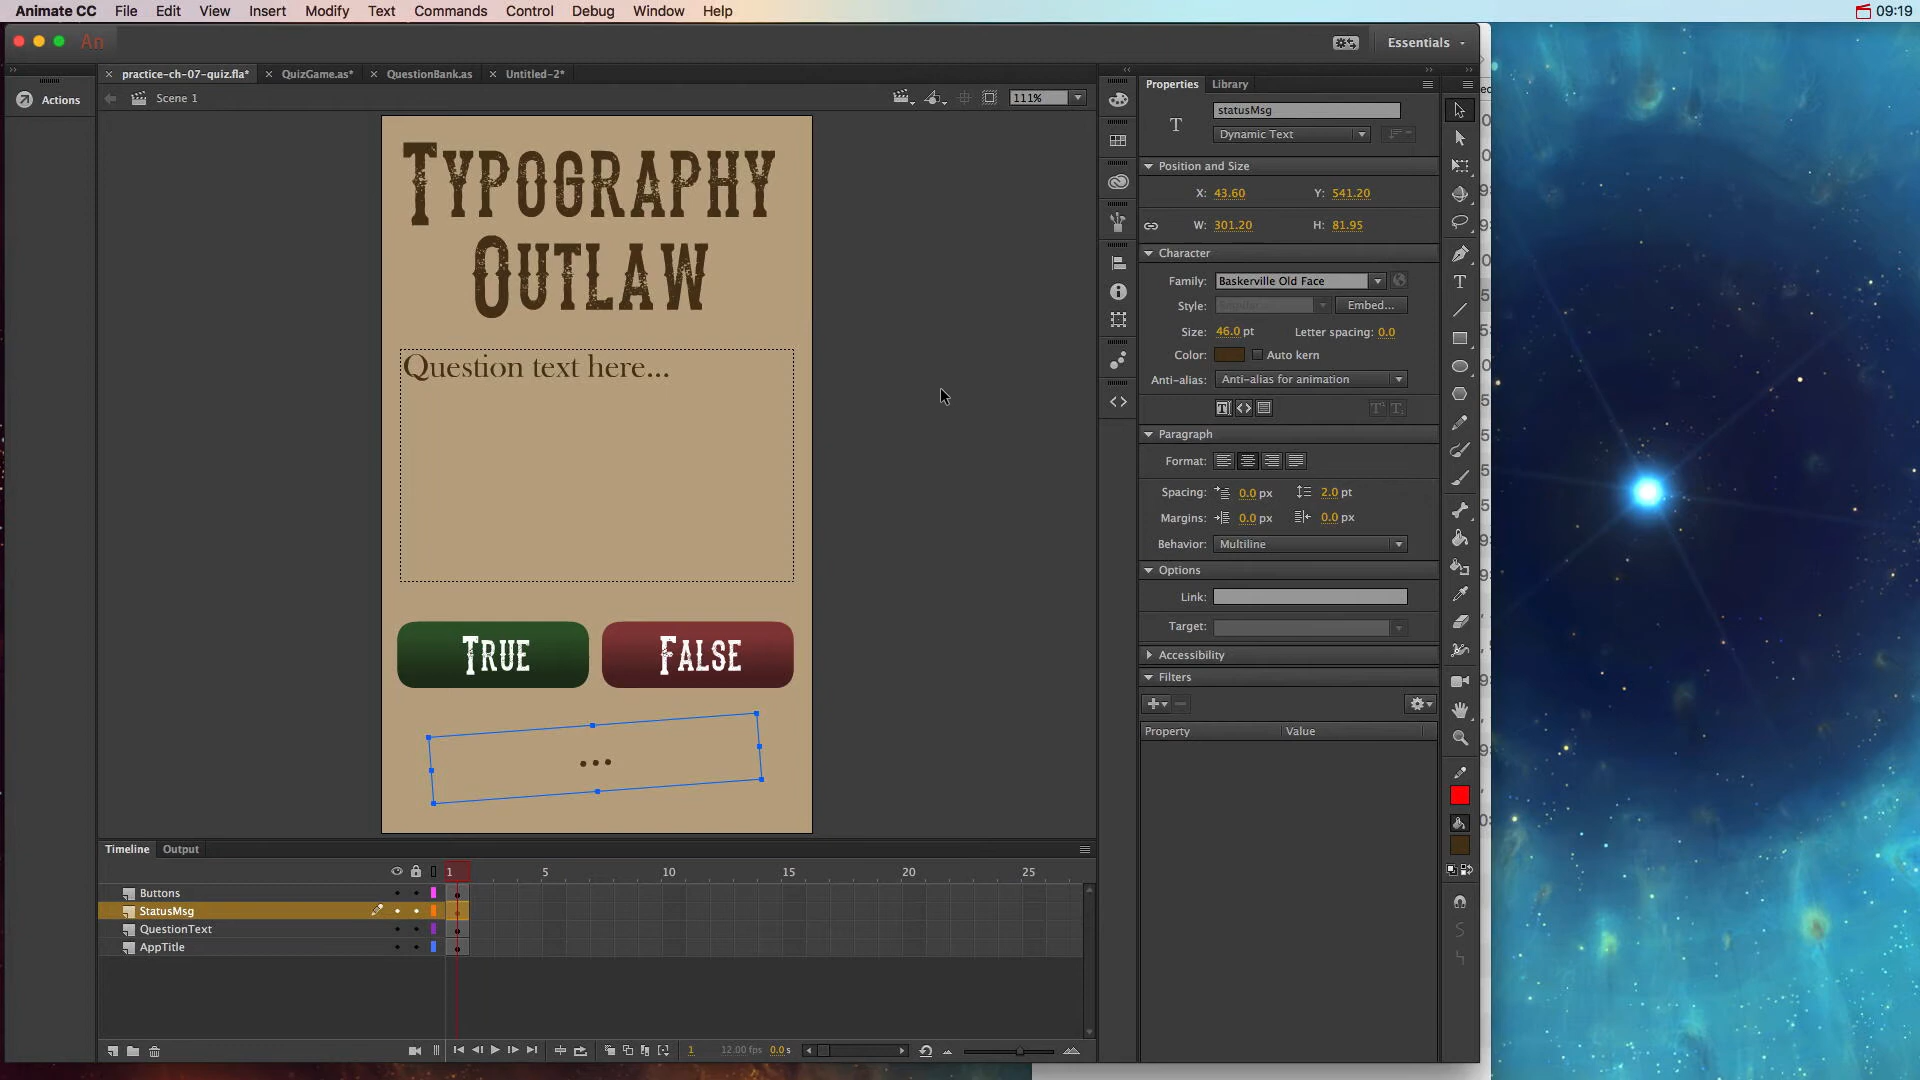 Animate CC File Edit View Insert Modify Text Commands Control Debug Window Help 09:19
An Essentials
practice-ch-07-quiz.fla* QuizGame.as* QuestionBank.as Untitled-2*
Actions
Scene 1 111%
TYPOGRAPHY
OUTLAW
Question text here...
TRUE FALSE
...
Properties Library
statusMsg
T Dynamic Text
Position and Size
X: 43.60 Y: 541.20
W: 301.20 H: 81.95
Character
Family: Baskerville Old Face
Style: Regular Embed...
Size: 46.0 pt Letter spacing: 0.0
Color: Auto kern
Anti-alias: Anti-alias for animation
Paragraph
Format:
Spacing: 0.0 px 2.0 pt
Margins: 0.0 px 0.0 px
Behavior: Multiline
Options
Link:
Target:
Accessibility
Filters
Property Value
Timeline Output
1 5 10 15 20 25
Buttons
StatusMsg
QuestionText
AppTitle
1 12.00 fps 0.0 s